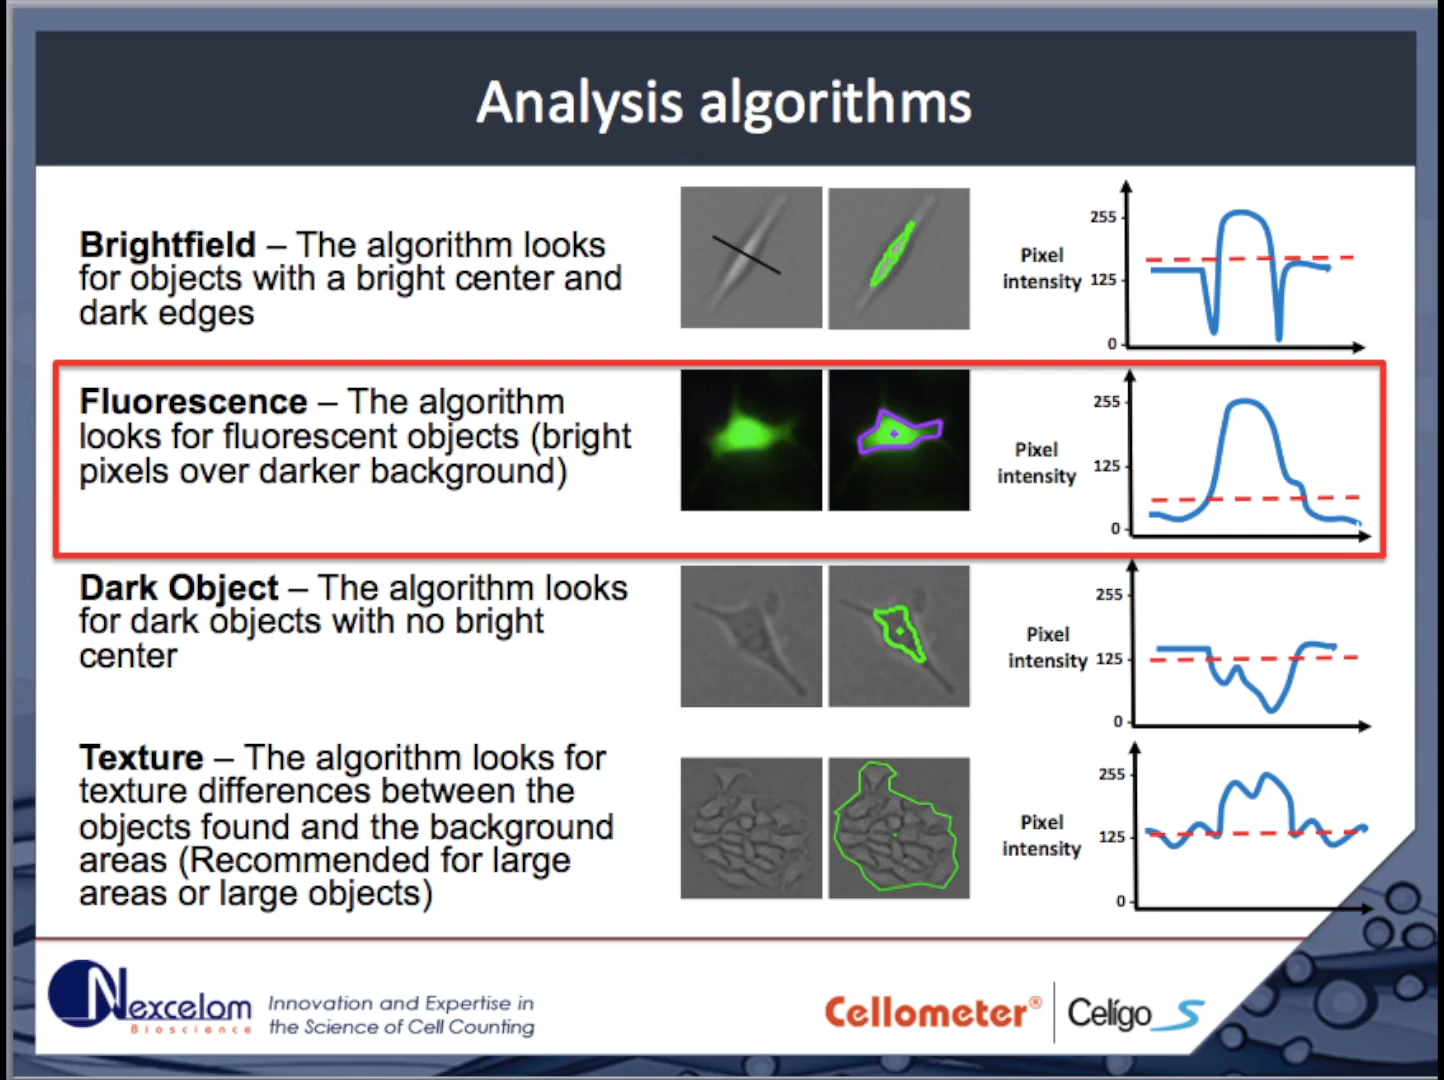 Analysis algorithms
Brightfield – The algorithm looks
for objects with a bright center and
dark edges
Pixel
intensity
255
125
0
Fluorescence – The algorithm
looks for fluorescent objects (bright
pixels over darker background)
Pixel
intensity
255
125
0
Dark Object – The algorithm looks
for dark objects with no bright
center
Pixel
intensity
255
125
0
Texture – The algorithm looks for
texture differences between the
objects found and the background
areas (Recommended for large
areas or large objects)
Pixel
intensity
255
125
0
Nexcelom
Bioscience
Innovation and Expertise in
the Science of Cell Counting
Cellometer®
Celígo S